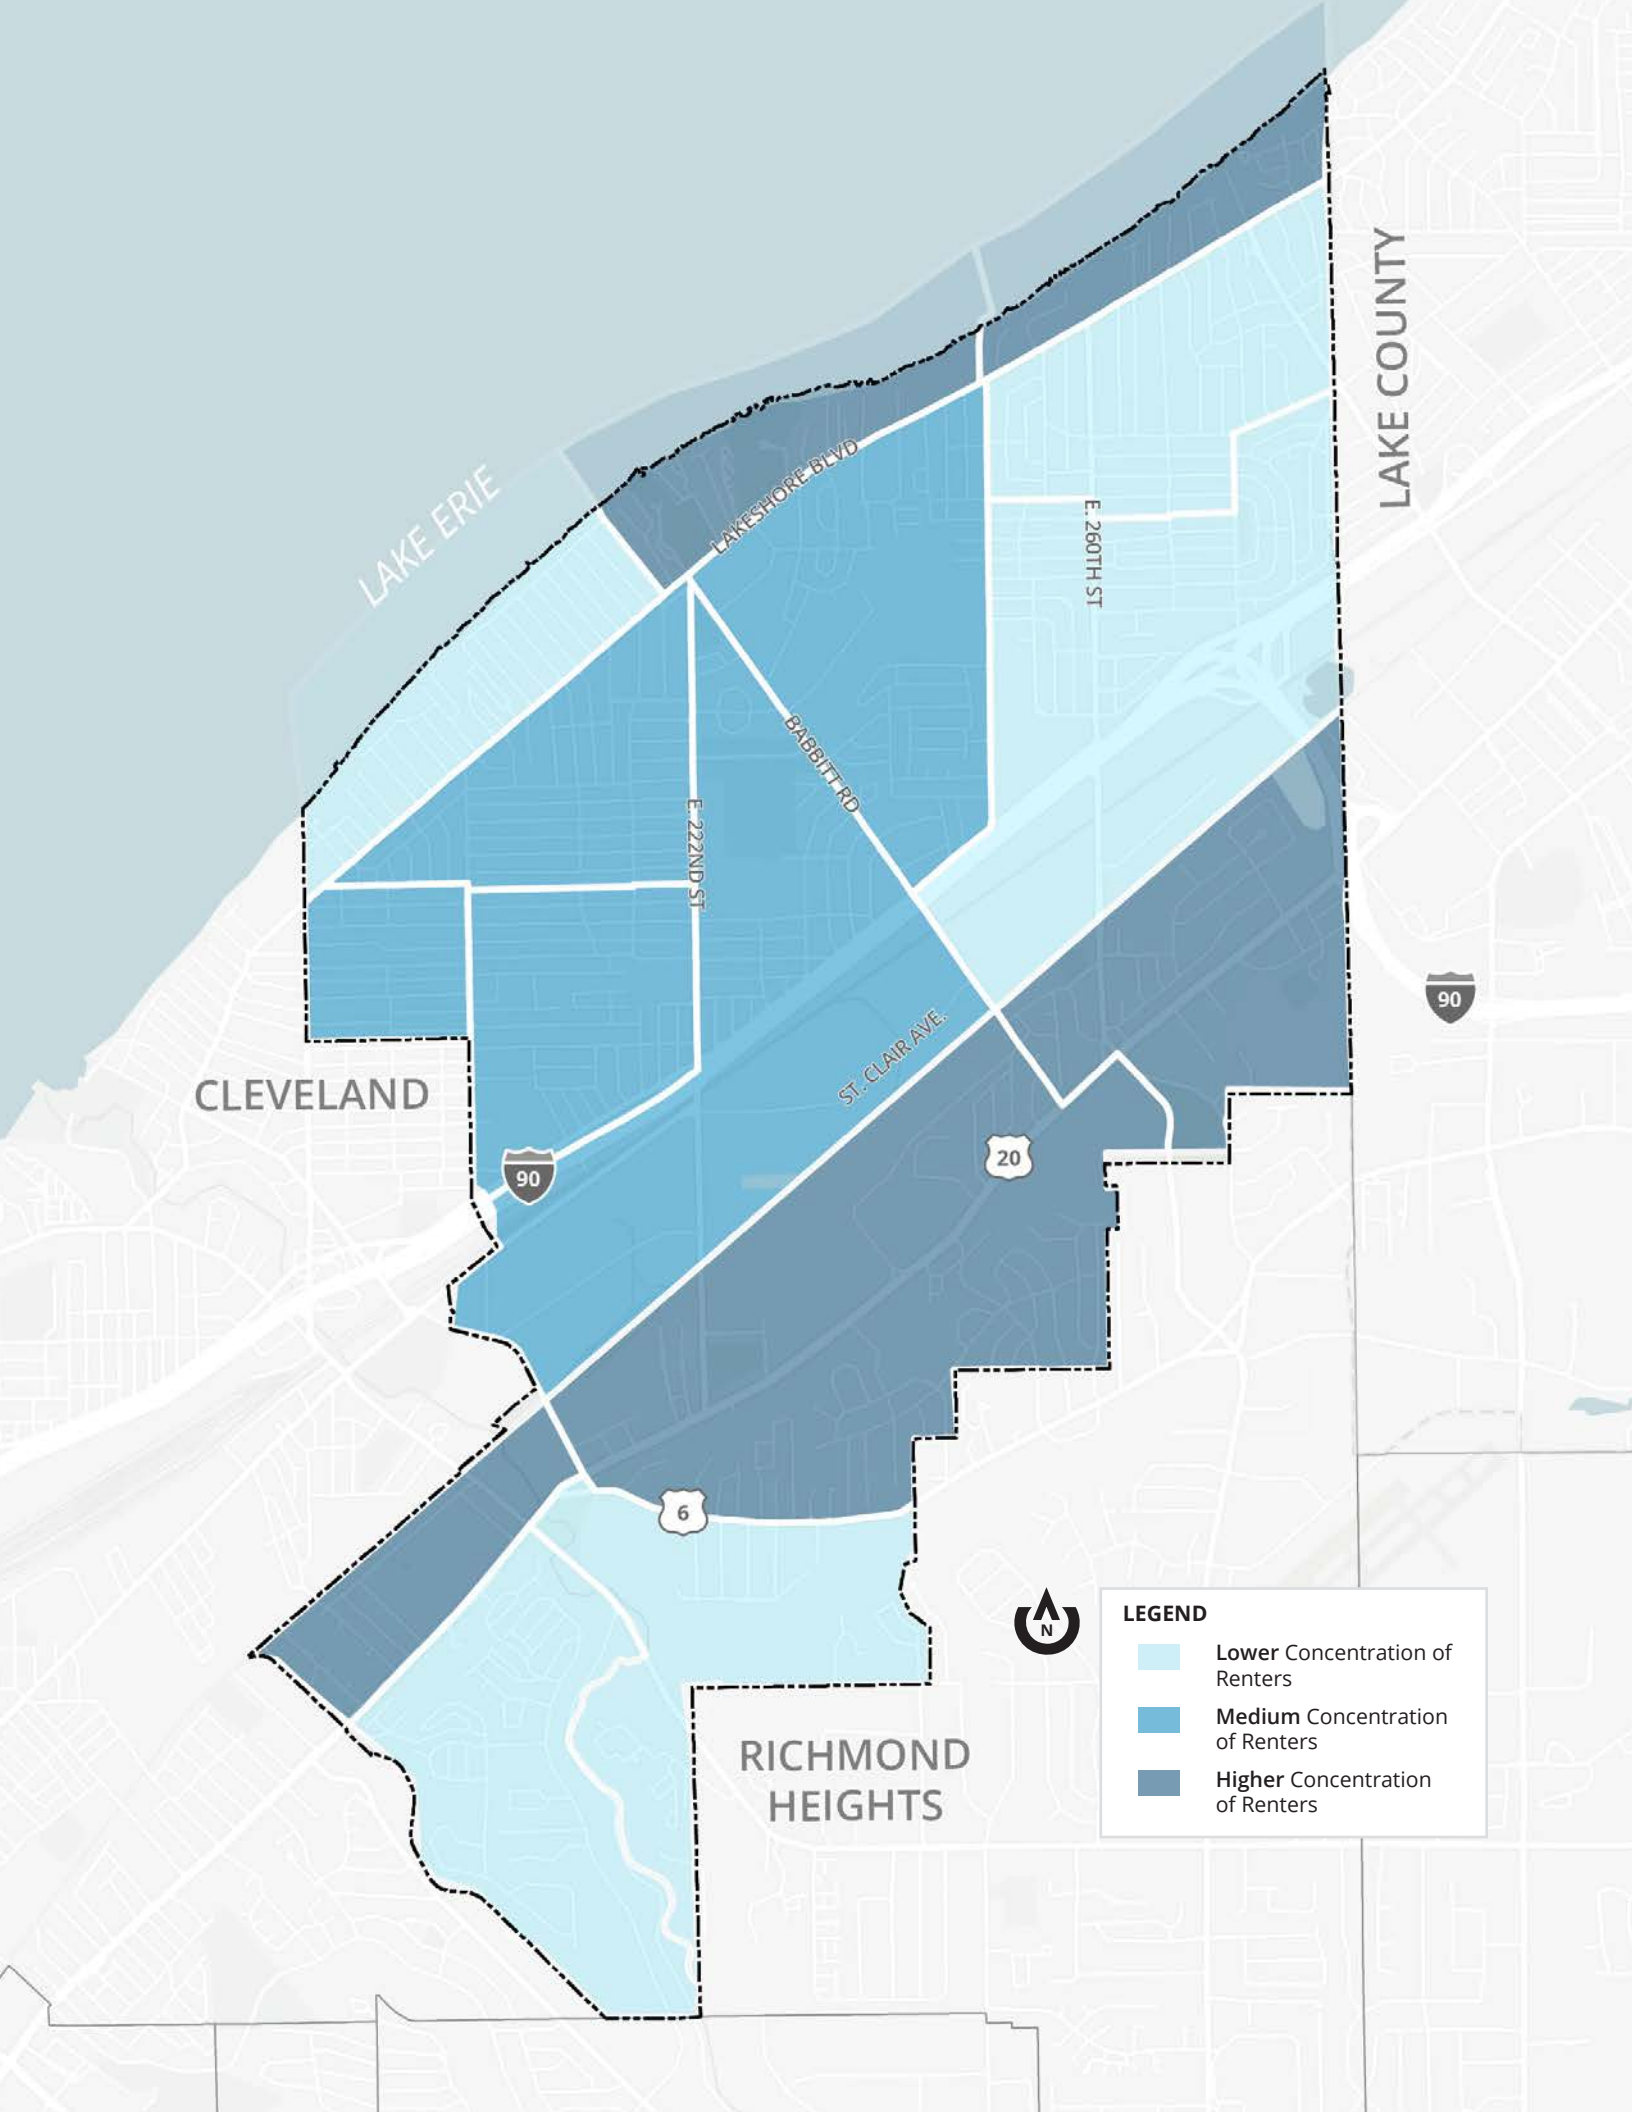 LAKE COUNTY
LAKE ERIE
LAKESHORE BLVD
E. 260TH ST
BABBITT RD
E. 222ND ST
90
ST. CLAIR AVE.
CLEVELAND
20
90
6
N
LEGEND
Lower Concentration of
Renters
Medium Concentration
of Renters
Higher Concentration
of Renters
RICHMOND
HEIGHTS